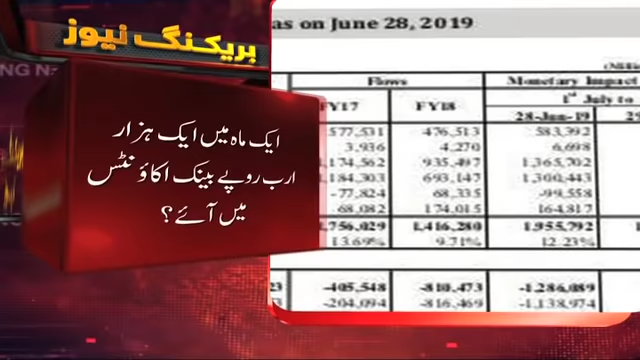 بریکنگ نیوز
NG N
ایک ماہ میں ایک ہزار
ارب روپے بینک اکاؤنٹس
میں آئے؟
as on June 28, 2019
Flows Monetary Impact
1st July to
FY17 FY18 28-Jun-19 29
577,531 476,513 583,392
3,936 4,270 6,698
,174,562 935,497 1,365,702
,184,303 693,147 1,300,443
-77,824 68,335 -99,558
68,082 174,015 164,817
,756,029 1,416,280 1,955,792
13.69% 9.71% 12.23%
23 -405,548 -810,473 -1,286,089
-204,094 -816,469 -1,138,974